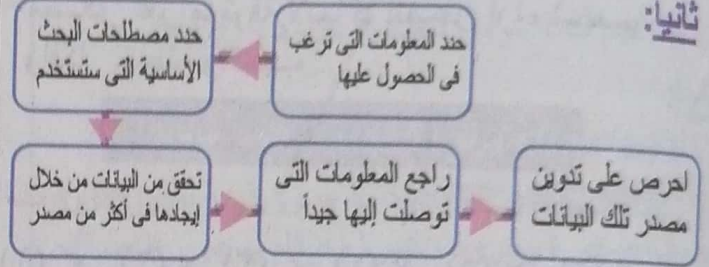 ثانياً:
حدد المعلومات التى ترغب
فى الحصول عليها
حدد مصطلحات البحث
الأساسية التى ستستخدم
تحقق من البيانات من خلال
إيجادها فى أكثر من مصدر
راجع المعلومات التى
توصلت إليها جيداً
احرص على تدوين
مصدر تلك البيانات